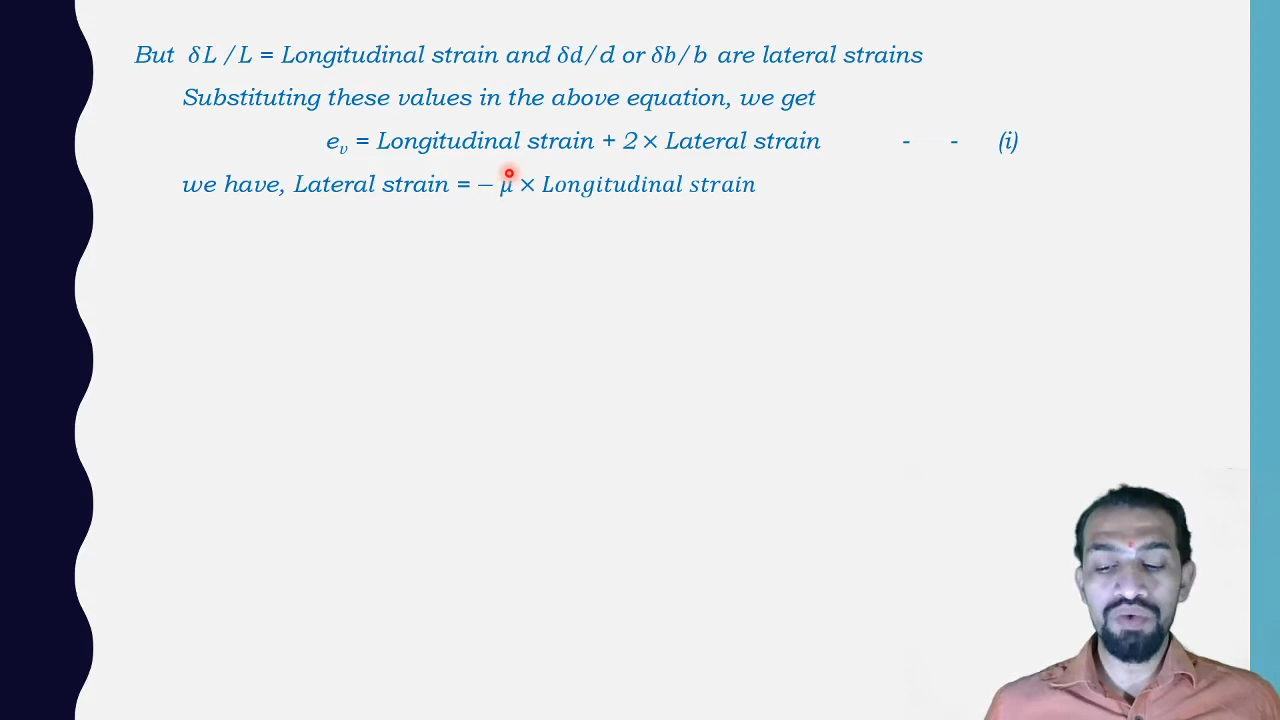 But δL / L = Longitudinal strain and δd/d or δb/b are lateral strains
Substituting these values in the above equation, we get
eᵥ = Longitudinal strain + 2 × Lateral strain - - (i)
we have, Lateral strain = − μ × Longitudinal strain